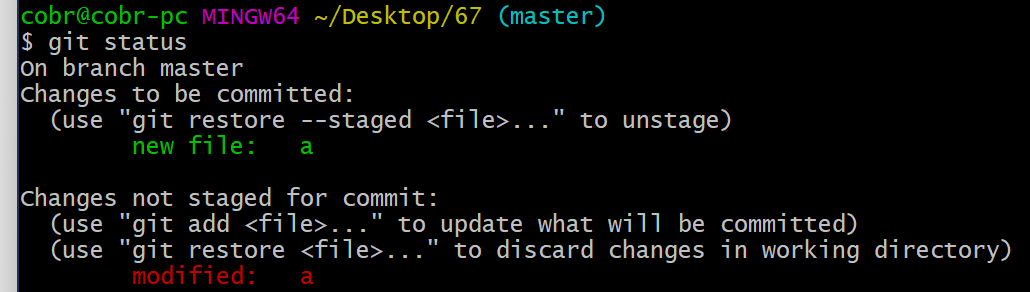 cobr@cobr-pc MINGW64 ~/Desktop/67 (master)
$ git status
On branch master
Changes to be committed:
  (use "git restore --staged <file>..." to unstage)
        new file:   a

Changes not staged for commit:
  (use "git add <file>..." to update what will be committed)
  (use "git restore <file>..." to discard changes in working directory)
        modified:   a